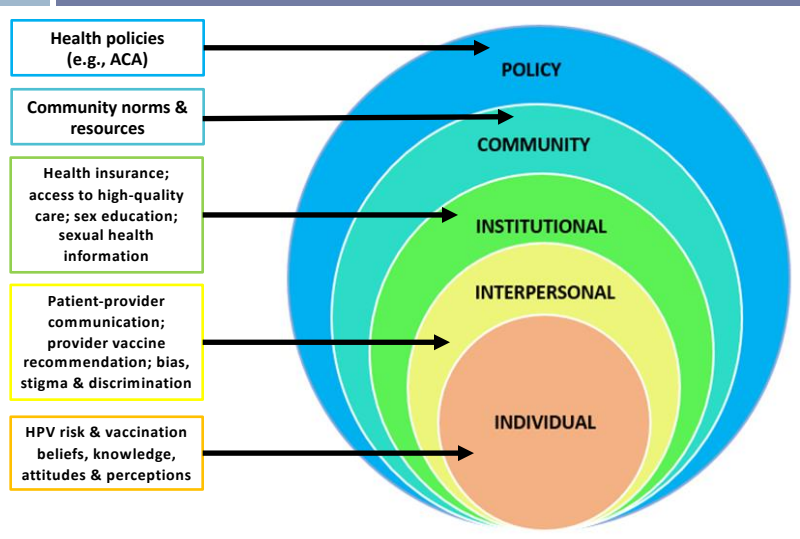 Health policies
(e.g., ACA)
POLICY
Community norms &
resources
COMMUNITY
Health insurance;
access to high-quality
care; sex education;
sexual health
information
INSTITUTIONAL
Patient-provider
communication;
provider vaccine
recommendation; bias,
stigma & discrimination
INTERPERSONAL
HPV risk & vaccination
beliefs, knowledge,
attitudes & perceptions
INDIVIDUAL